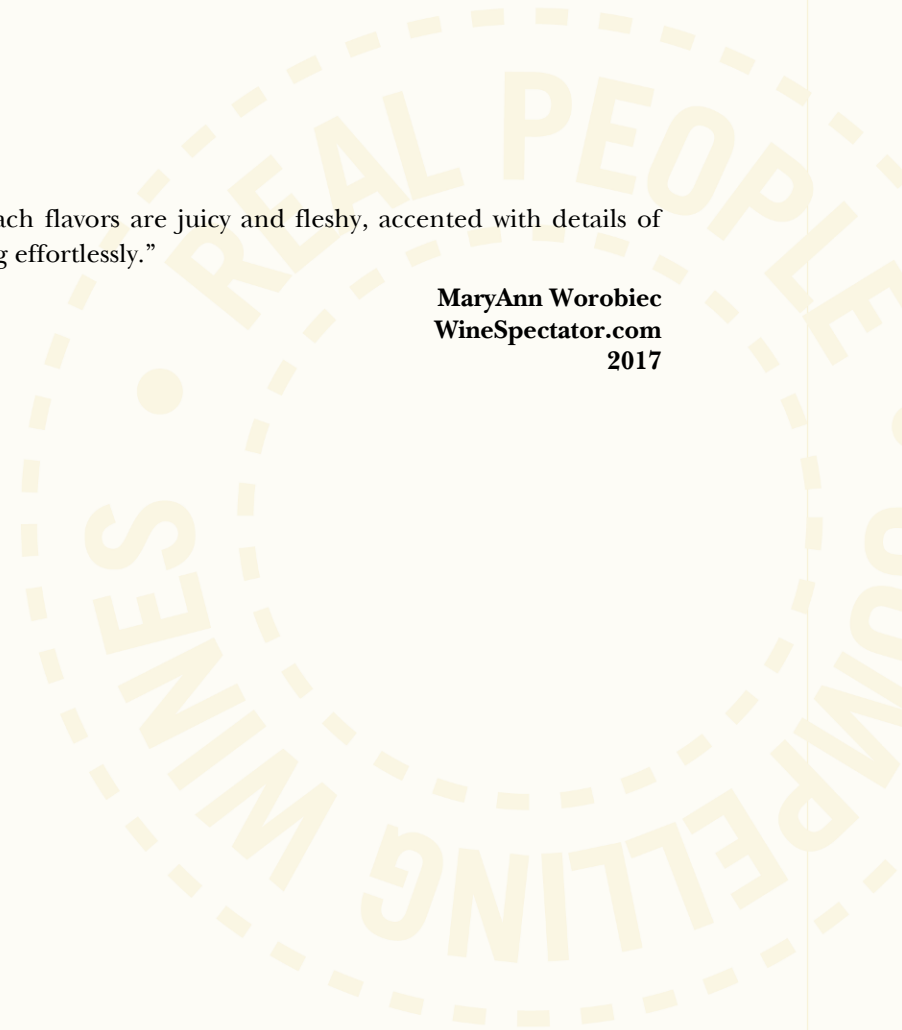 ach flavors are juicy and fleshy, accented with details of
g effortlessly.”
MaryAnn Worobiec
WineSpectator.com
2017
REAL PEOPLE • COMPELLING WINES •